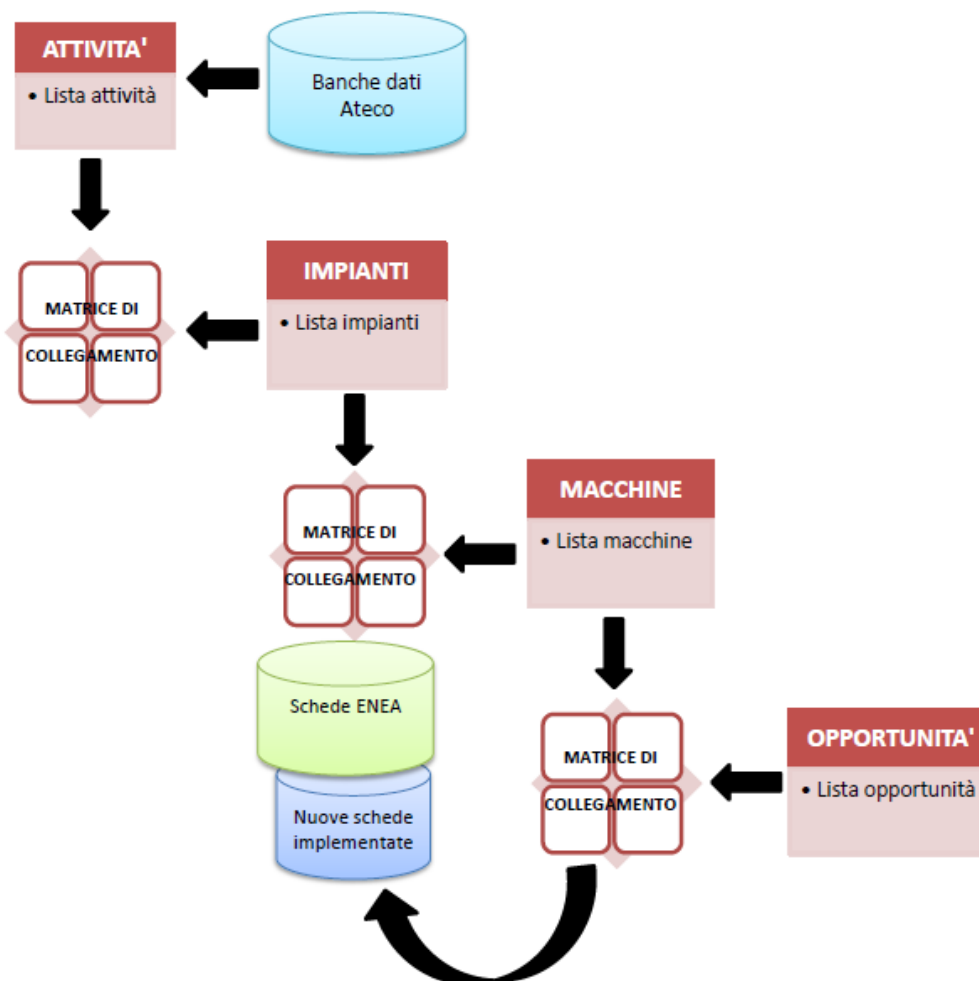 ATTIVITA'
• Lista attività
Banche dati
Ateco
MATRICE DI
COLLEGAMENTO
IMPIANTI
• Lista impianti
MATRICE DI
COLLEGAMENTO
MACCHINE
• Lista macchine
Schede ENEA
Nuove schede
implementate
MATRICE DI
COLLEGAMENTO
OPPORTUNITA'
• Lista opportunità